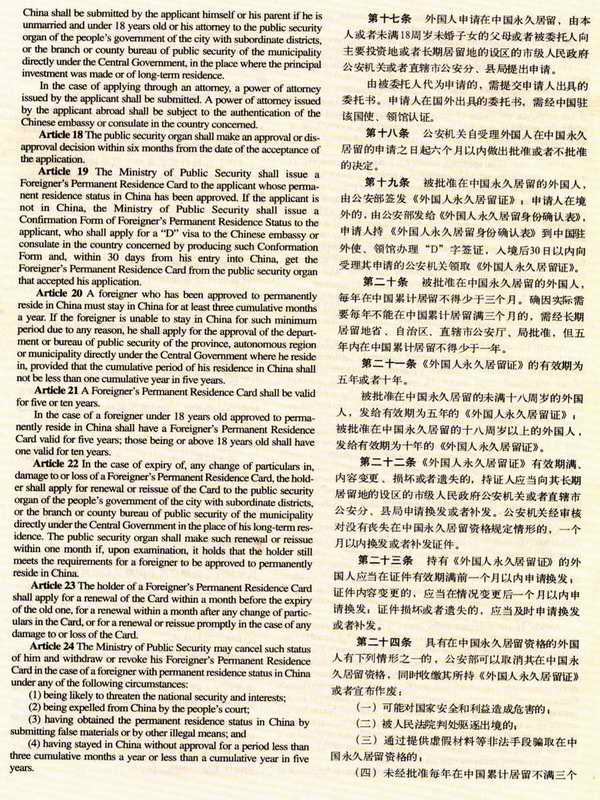 China shall be submitted by the applicant himself or his parent if he is
unmarried and under 18 years old or his attorney to the public security
organ of the people's government of the city with subordinate districts,
or the branch or county bureau of public security of the municipality
directly under the Central Government, in the place where the principal
investment was made or of long-term residence.
In the case of applying through an attorney, a power of attorney
issued by the applicant shall be submitted. A power of attorney issued
by the applicant abroad shall be subject to the authentication of the
Chinese embassy or consulate in the country concerned.
Article 18 The public security organ shall make an approval or dis-
approval decision within six months from the date of the acceptance of
the application.
Article 19 The Ministry of Public Security shall issue a
Foreigner's Permanent Residence Card to the applicant whose perma-
nent residence status in China has been approved. If the applicant is
not in China, the Ministry of Public Security shall issue a
Confirmation Form of Foreigner's Permanent Residence Status to the
applicant, who shall apply for a "D" visa to the Chinese embassy or
consulate in the country concerned by producing such Conformation
Form and, within 30 days from his entry into China, get the
Foreigner's Permanent Residence Card from the public security organ
that accepted his application.
Article 20 A foreigner who has been approved to permanently
reside in China must stay in China for at least three cumulative months
a year. If the foreigner is unable to stay in China for such minimum
period due to any reason, he shall apply for the approval of the depart-
ment or bureau of public security of the province, autonomous region
or municipality directly under the Central Government where he reside
in, provided that the cumulative period of his residence in China shall
not be less than one cumulative year in five years.
Article 21 A Foreigner's Permanent Residence Card shall be valid
for five or ten years.
In the case of a foreigner under 18 years old approved to perma-
nently reside in China shall have a Foreigner's Permanent Residence
Card valid for five years; those being or above 18 years old shall have
one valid for ten years.
Article 22 In the case of expiry of, any change of particulars in,
damage to or loss of a Foreigner's Permanent Residence Card, the hold-
er shall apply for renewal or reissue of the Card to the public security
organ of the people's government of the city with subordinate districts,
or the branch or county bureau of public security of the municipality
directly under the Central Government in the place of his long-term res-
idence. The public security organ shall make such renewal or reissue
within one month if, upon examination, it holds that the holder still
meets the requirements for a foreigner to be approved to permanently
reside in China.
Article 23 The holder of a Foreigner's Permanent Residence Card
shall apply for a renewal of the Card within a month before the expiry
of the old one, for a renewal within a month after any change of partic-
ulars in the Card, or for a renewal or reissue promptly in the case of any
damage to or loss of the Card.
Article 24 The Ministry of Public Security may cancel such status
of him and withdraw or revoke his Foreigner's Permanent Residence
Card in the case of a foreigner with permanent residence status in China
under any of the following circumstances:
(1) being likely to threaten the national security and interests;
(2) being expelled from China by the people's court;
(3) having obtained the permanent residence status in China by
submitting false materials or by other illegal means; and
(4) having stayed in China without approval for a period less than
three cumulative months a year or less than a cumulative year in five
years.
第十七条 外国人申请在中国永久居留，由本
人或者未满18周岁未婚子女的父母或者被委托人向
主要投资地或者长期居留地的设区的市级人民政府
公安机关或者直辖市公安分、县局提出申请。
由被委托人代为申请的，需提交申请人出具的
委托书。申请人在国外出具的委托书，需经中国驻
该国使、领馆认证。
第十八条 公安机关自受理外国人在中国永久
居留的申请之日起六个月以内做出批准或者不批准
的决定。
第十九条 被批准在中国永久居留的外国人，
由公安部签发《外国人永久居留证》；申请人在境
外的，由公安部发给《外国人永久居留身份确认表》，
申请人持《外国人永久居留身份确认表》到中国驻
外使、领馆办理“D”字签证，入境后30日以内向
受理其申请的公安机关领取《外国人永久居留证》。
第二十条 被批准在中国永久居留的外国人，
每年在中国累计居留不得少于三个月。确因实际需
要每年不能在中国累计居留满三个月的，需经长期
居留地省、自治区、直辖市公安厅、局批准，但五
年内在中国累计居留不得少于一年。
第二十一条 《外国人永久居留证》的有效期为
五年或者十年。
被批准在中国永久居留的未满十八周岁的外国
人，发给有效期为五年的《外国人永久居留证》；
被批准在中国永久居留的十八周岁以上的外国人，
发给有效期为十年的《外国人永久居留证》。
第二十二条 《外国人永久居留证》有效期满、
内容变更、损坏或者遗失的，持证人应当向其长期
居留地的设区的市级人民政府公安机关或者直辖市
公安分、县局申请换发或者补发。公安机关经审核
对没有丧失在中国永久居留资格规定情形的，一个
月以内换发或者补发证件。
第二十三条 持有《外国人永久居留证》的外
国人应当在证件有效期满前一个月以内申请换发；
证件内容变更的，应当在情况变更后一个月以内申
请换发；证件损坏或者遗失的，应当及时申请换发
或者补发。
第二十四条 具有在中国永久居留资格的外国
人有下列情形之一的，公安部可以取消其在中国永
久居留资格，同时收缴其所持《外国人永久居留证》
或者宣布作废：
（一）可能对国家安全和利益造成危害的；
（二）被人民法院判处驱逐出境的；
（三）通过提供虚假材料等非法手段骗取在中
国永久居留资格的；
（四）未经批准每年在中国累计居留不满三个